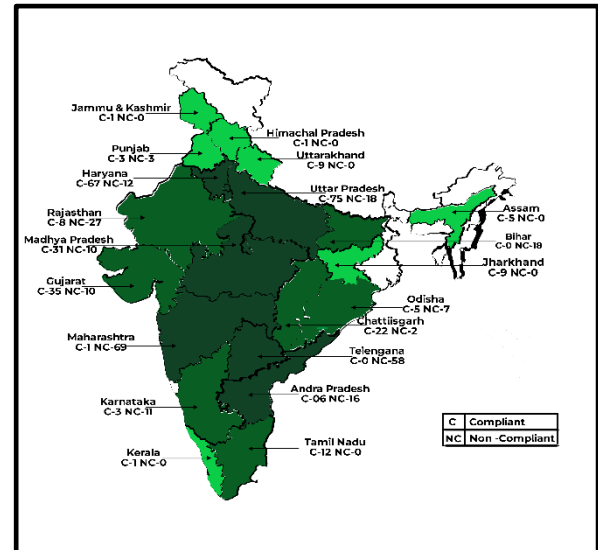 Jammu & Kashmir
C-1 NC-0
Himachal Pradesh
C-1 NC-0
Punjab
C-3 NC-3
Uttarakhand
C-9 NC-0
Haryana
C-67 NC-12
Uttar Pradesh
C-75 NC-18
Assam
C-5 NC-0
Rajasthan
C-8 NC-27
Bihar
C-0 NC-18
Madhya Pradesh
C-31 NC-10
Jharkhand
C-9 NC-0
Gujarat
C-35 NC-10
Odisha
C-5 NC-7
Chattiisgarh
C-22 NC-2
Maharashtra
C-1 NC-69
Telengana
C-0 NC-58
Andra Pradesh
C-06 NC-16
Karnataka
C-3 NC-11
C Compliant
NC Non -Compliant
Tamil Nadu
C-12 NC-0
Kerala
C-1 NC-0